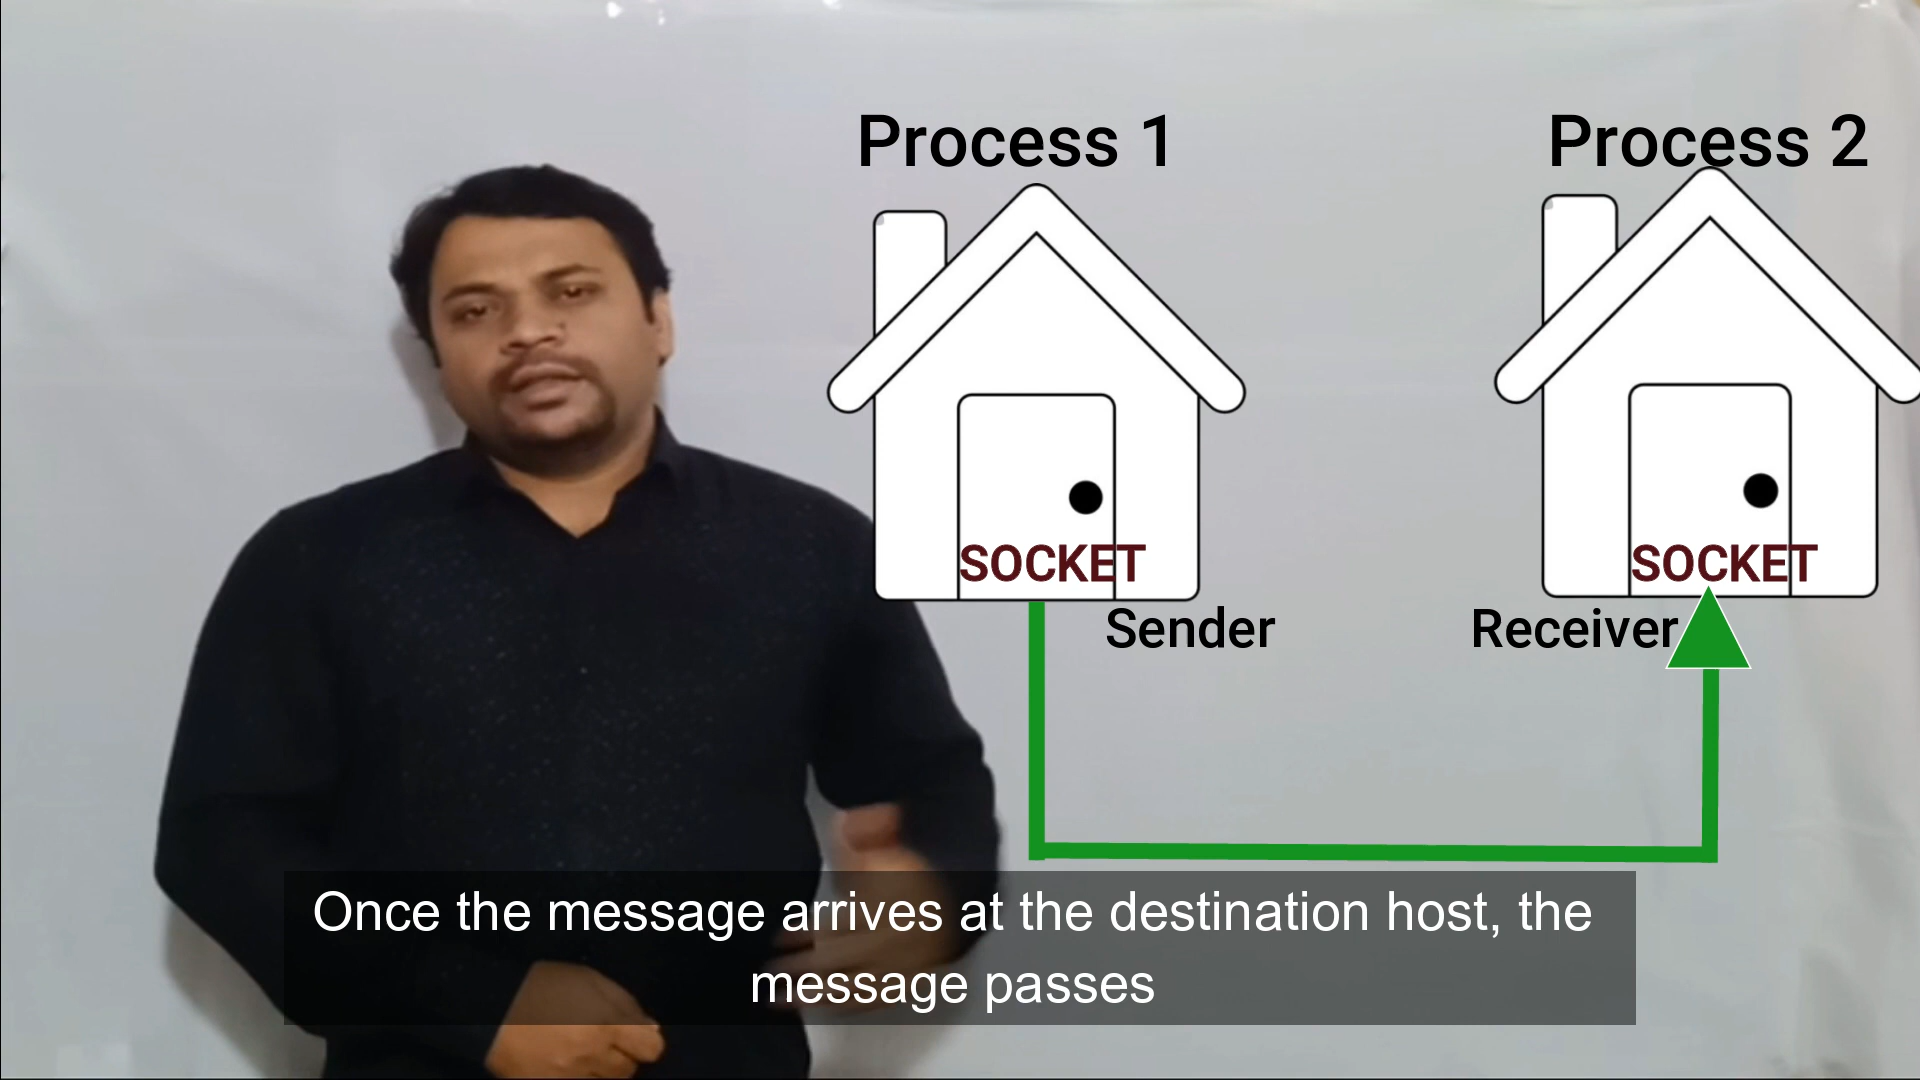 Process 1
Process 2
SOCKET
SOCKET
Sender
Receiver
Once the message arrives at the destination host, the
message passes